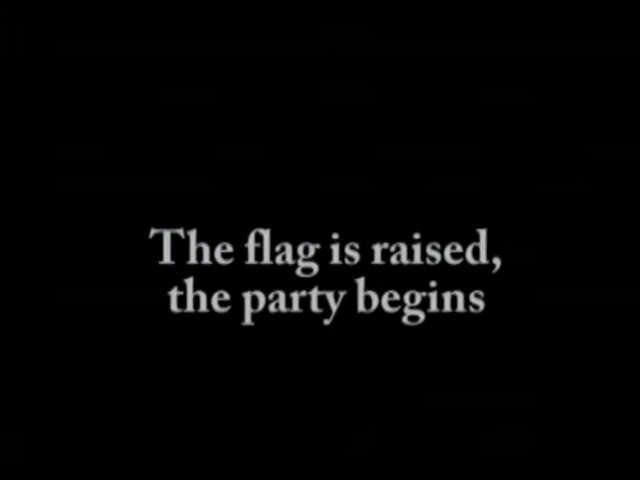 The flag is raised,
the party begins